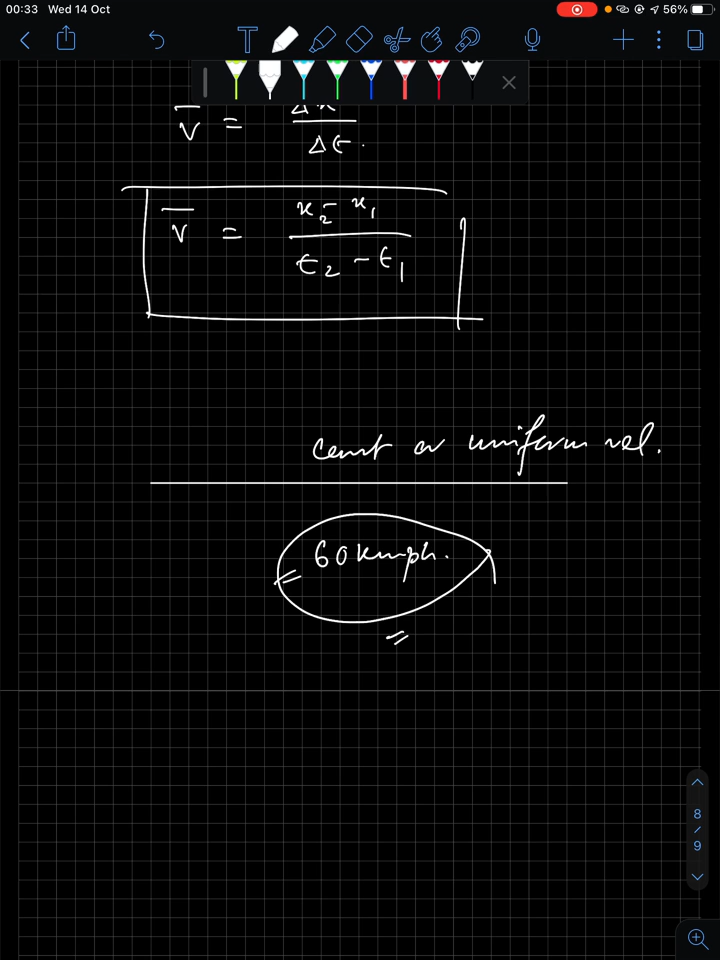 00:33 Wed 14 Oct 56%
T
v̅ = Δx
Δt.
v̅ = x₂ - x₁
t₂ - t₁
const or uniform vel.
= 60 kmph.
=
8
/
9